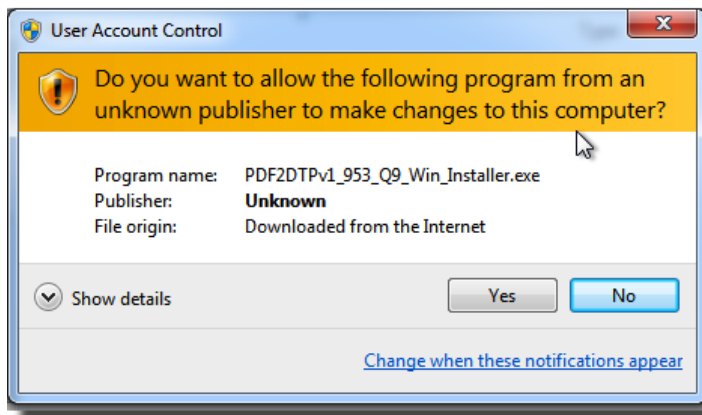 User Account Control
Do you want to allow the following program from an
unknown publisher to make changes to this computer?
Program name: PDF2DTPv1_953_Q9_Win_Installer.exe
Publisher: Unknown
File origin: Downloaded from the Internet
Show details
Yes
No
Change when these notifications appear